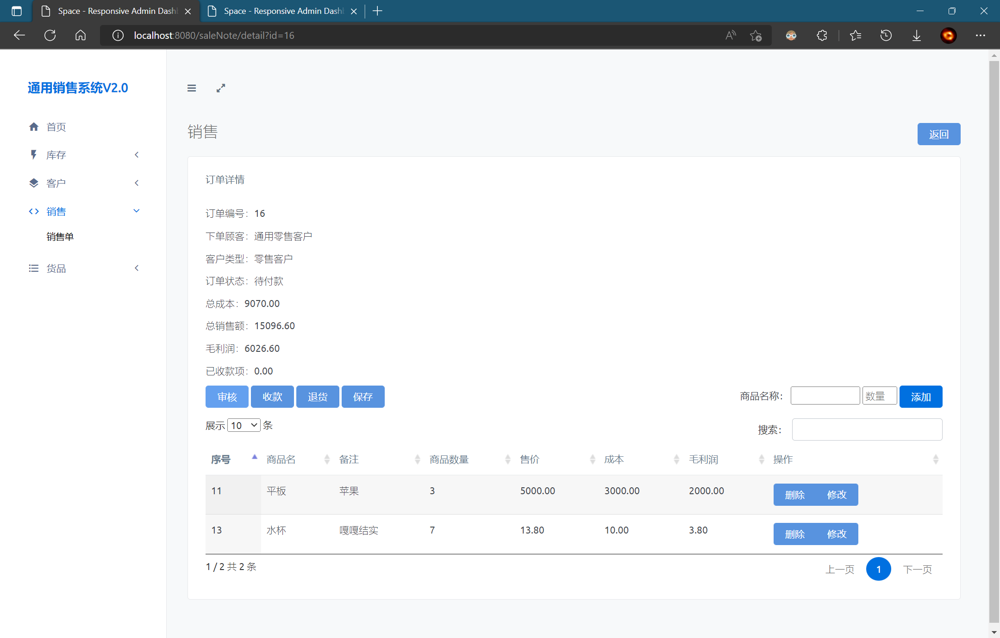 Space - Responsive Admin Dash
Space - Responsive Admin Dash
localhost:8080/saleNote/detail?id=16
通用销售系统V2.0
首页
库存
客户
销售
销售单
货品
销售
返回
订单详情
订单编号：16
下单顾客：通用零售客户
客户类型：零售客户
订单状态：待付款
总成本：9070.00
总销售额：15096.60
毛利润：6026.60
已收款项：0.00
审核 收款 退货 保存 商品名称： 数量 添加
展示 10 条 搜索：
序号 商品名 备注 商品数量 售价 成本 毛利润 操作
11 平板 苹果 3 5000.00 3000.00 2000.00 删除 修改
13 水杯 嘎嘎结实 7 13.80 10.00 3.80 删除 修改
1 / 2 共 2 条 上一页 1 下一页